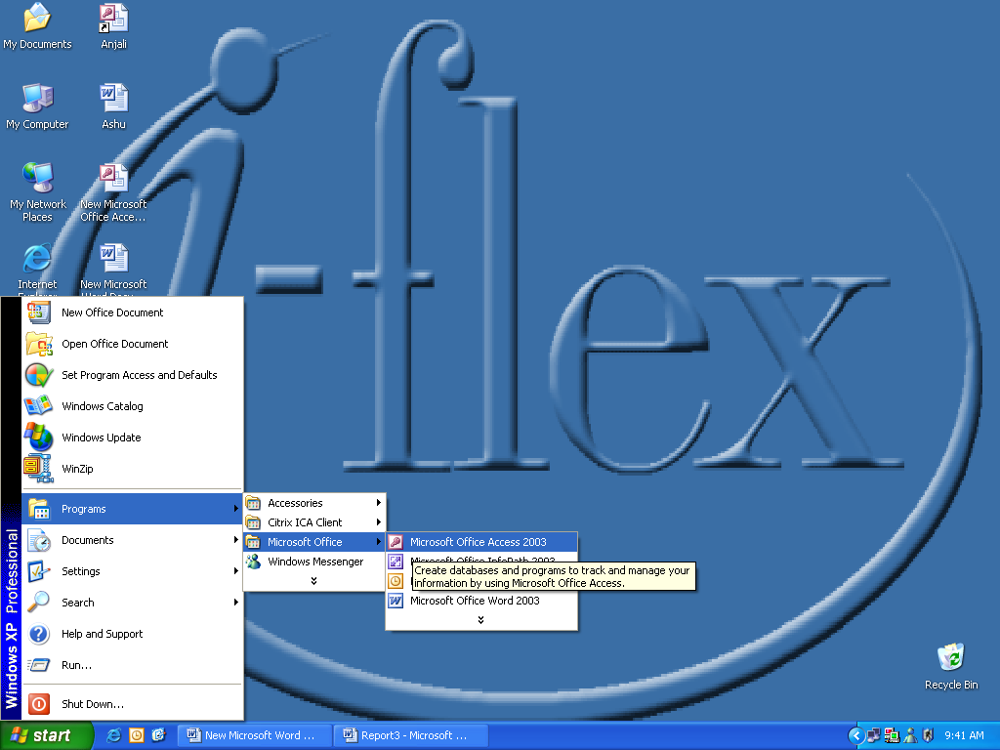 My Documents
Anjali
My Computer
Ashu
My Network
Places
New Microsoft
Office Acce...
Internet
Explorer
New Microsoft
Word Docu...
i-flex
New Office Document
Open Office Document
Set Program Access and Defaults
Windows Catalog
Windows Update
WinZip
Programs
Documents
Settings
Search
Help and Support
Run...
Shut Down...
Windows XP Professional
Accessories
Citrix ICA Client
Microsoft Office
Windows Messenger
Microsoft Office Access 2003
Microsoft Office InfoPath 2003
Create databases and programs to track and manage your
information by using Microsoft Office Access.
Microsoft Office Word 2003
Recycle Bin
start
New Microsoft Word ...
Report3 - Microsoft ...
9:41 AM